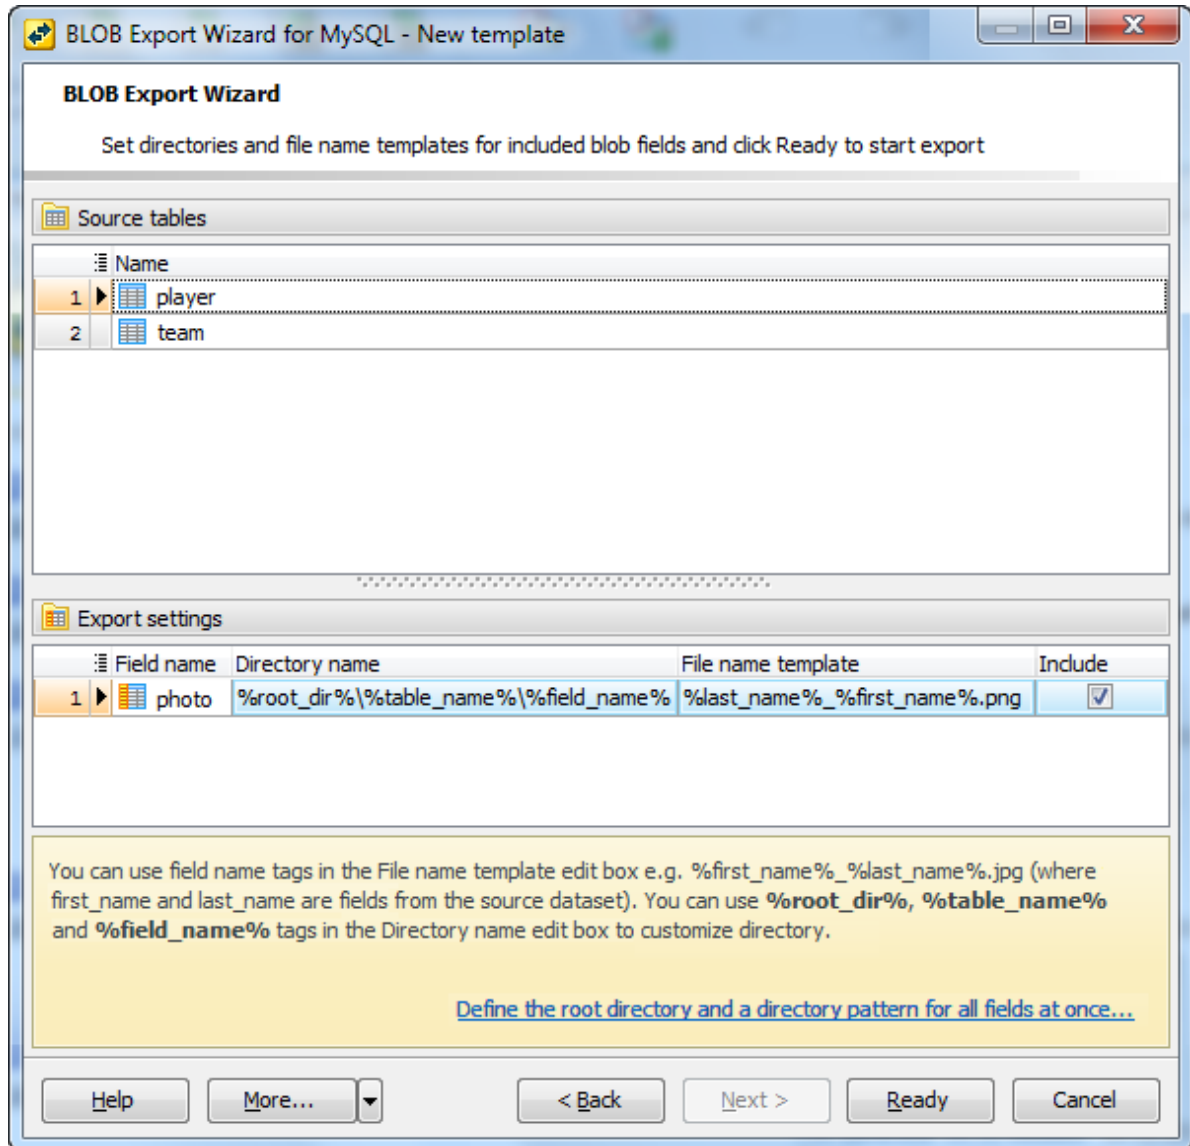 BLOB Export Wizard for MySQL - New template
BLOB Export Wizard
Set directories and file name templates for included blob fields and click Ready to start export
Source tables
Name
1 player
2 team
Export settings
Field name Directory name File name template Include
1 photo %root_dir%\%table_name%\%field_name% %last_name%_%first_name%.png
You can use field name tags in the File name template edit box e.g. %first_name%_%last_name%.jpg (where
first_name and last_name are fields from the source dataset). You can use %root_dir%, %table_name%
and %field_name% tags in the Directory name edit box to customize directory.
Define the root directory and a directory pattern for all fields at once...
Help More... < Back Next > Ready Cancel